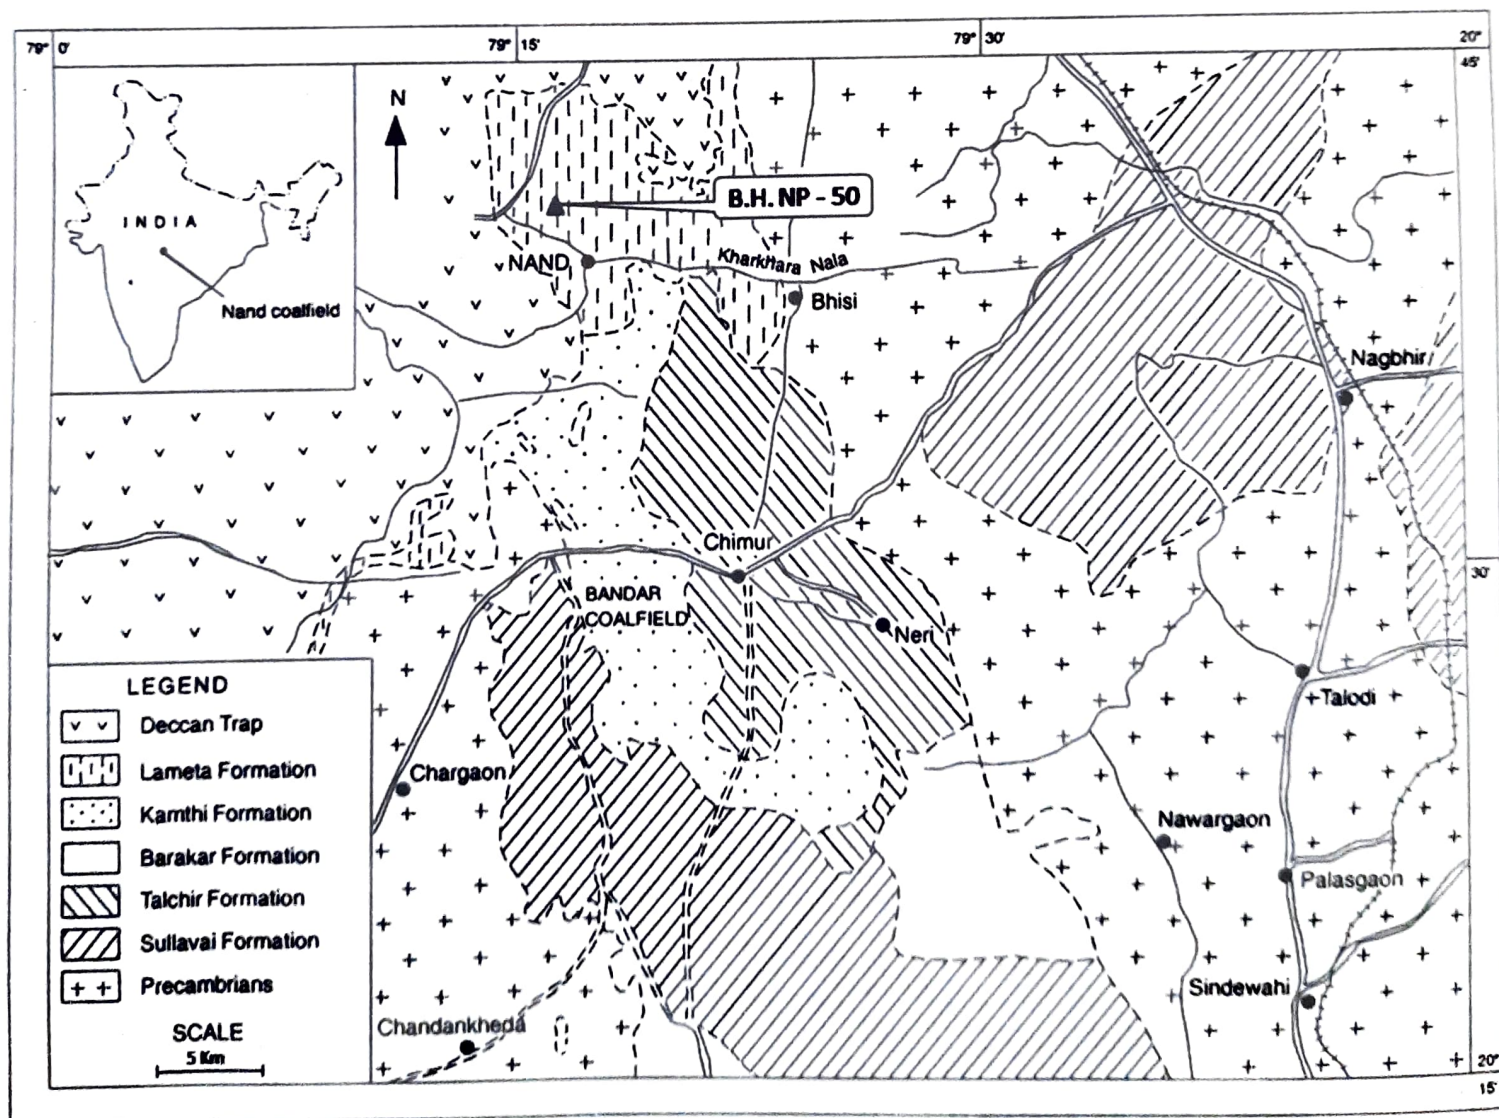 79° 0'
79° 15'
79° 30'
20°
45'
N
INDIA
Nand coalfield
B.H. NP - 50
NAND
Kharkhara Nala
Bhisi
Nagbhir
Chimur
30'
BANDAR
COALFIELD
Neri
Talodi
LEGEND
Deccan Trap
Lameta Formation
Kamthi Formation
Barakar Formation
Talchir Formation
Sullavai Formation
Precambrians
SCALE
5 Km
Chargaon
Nawargaon
Palasgaon
Sindewahi
Chandankheda
20°
15'